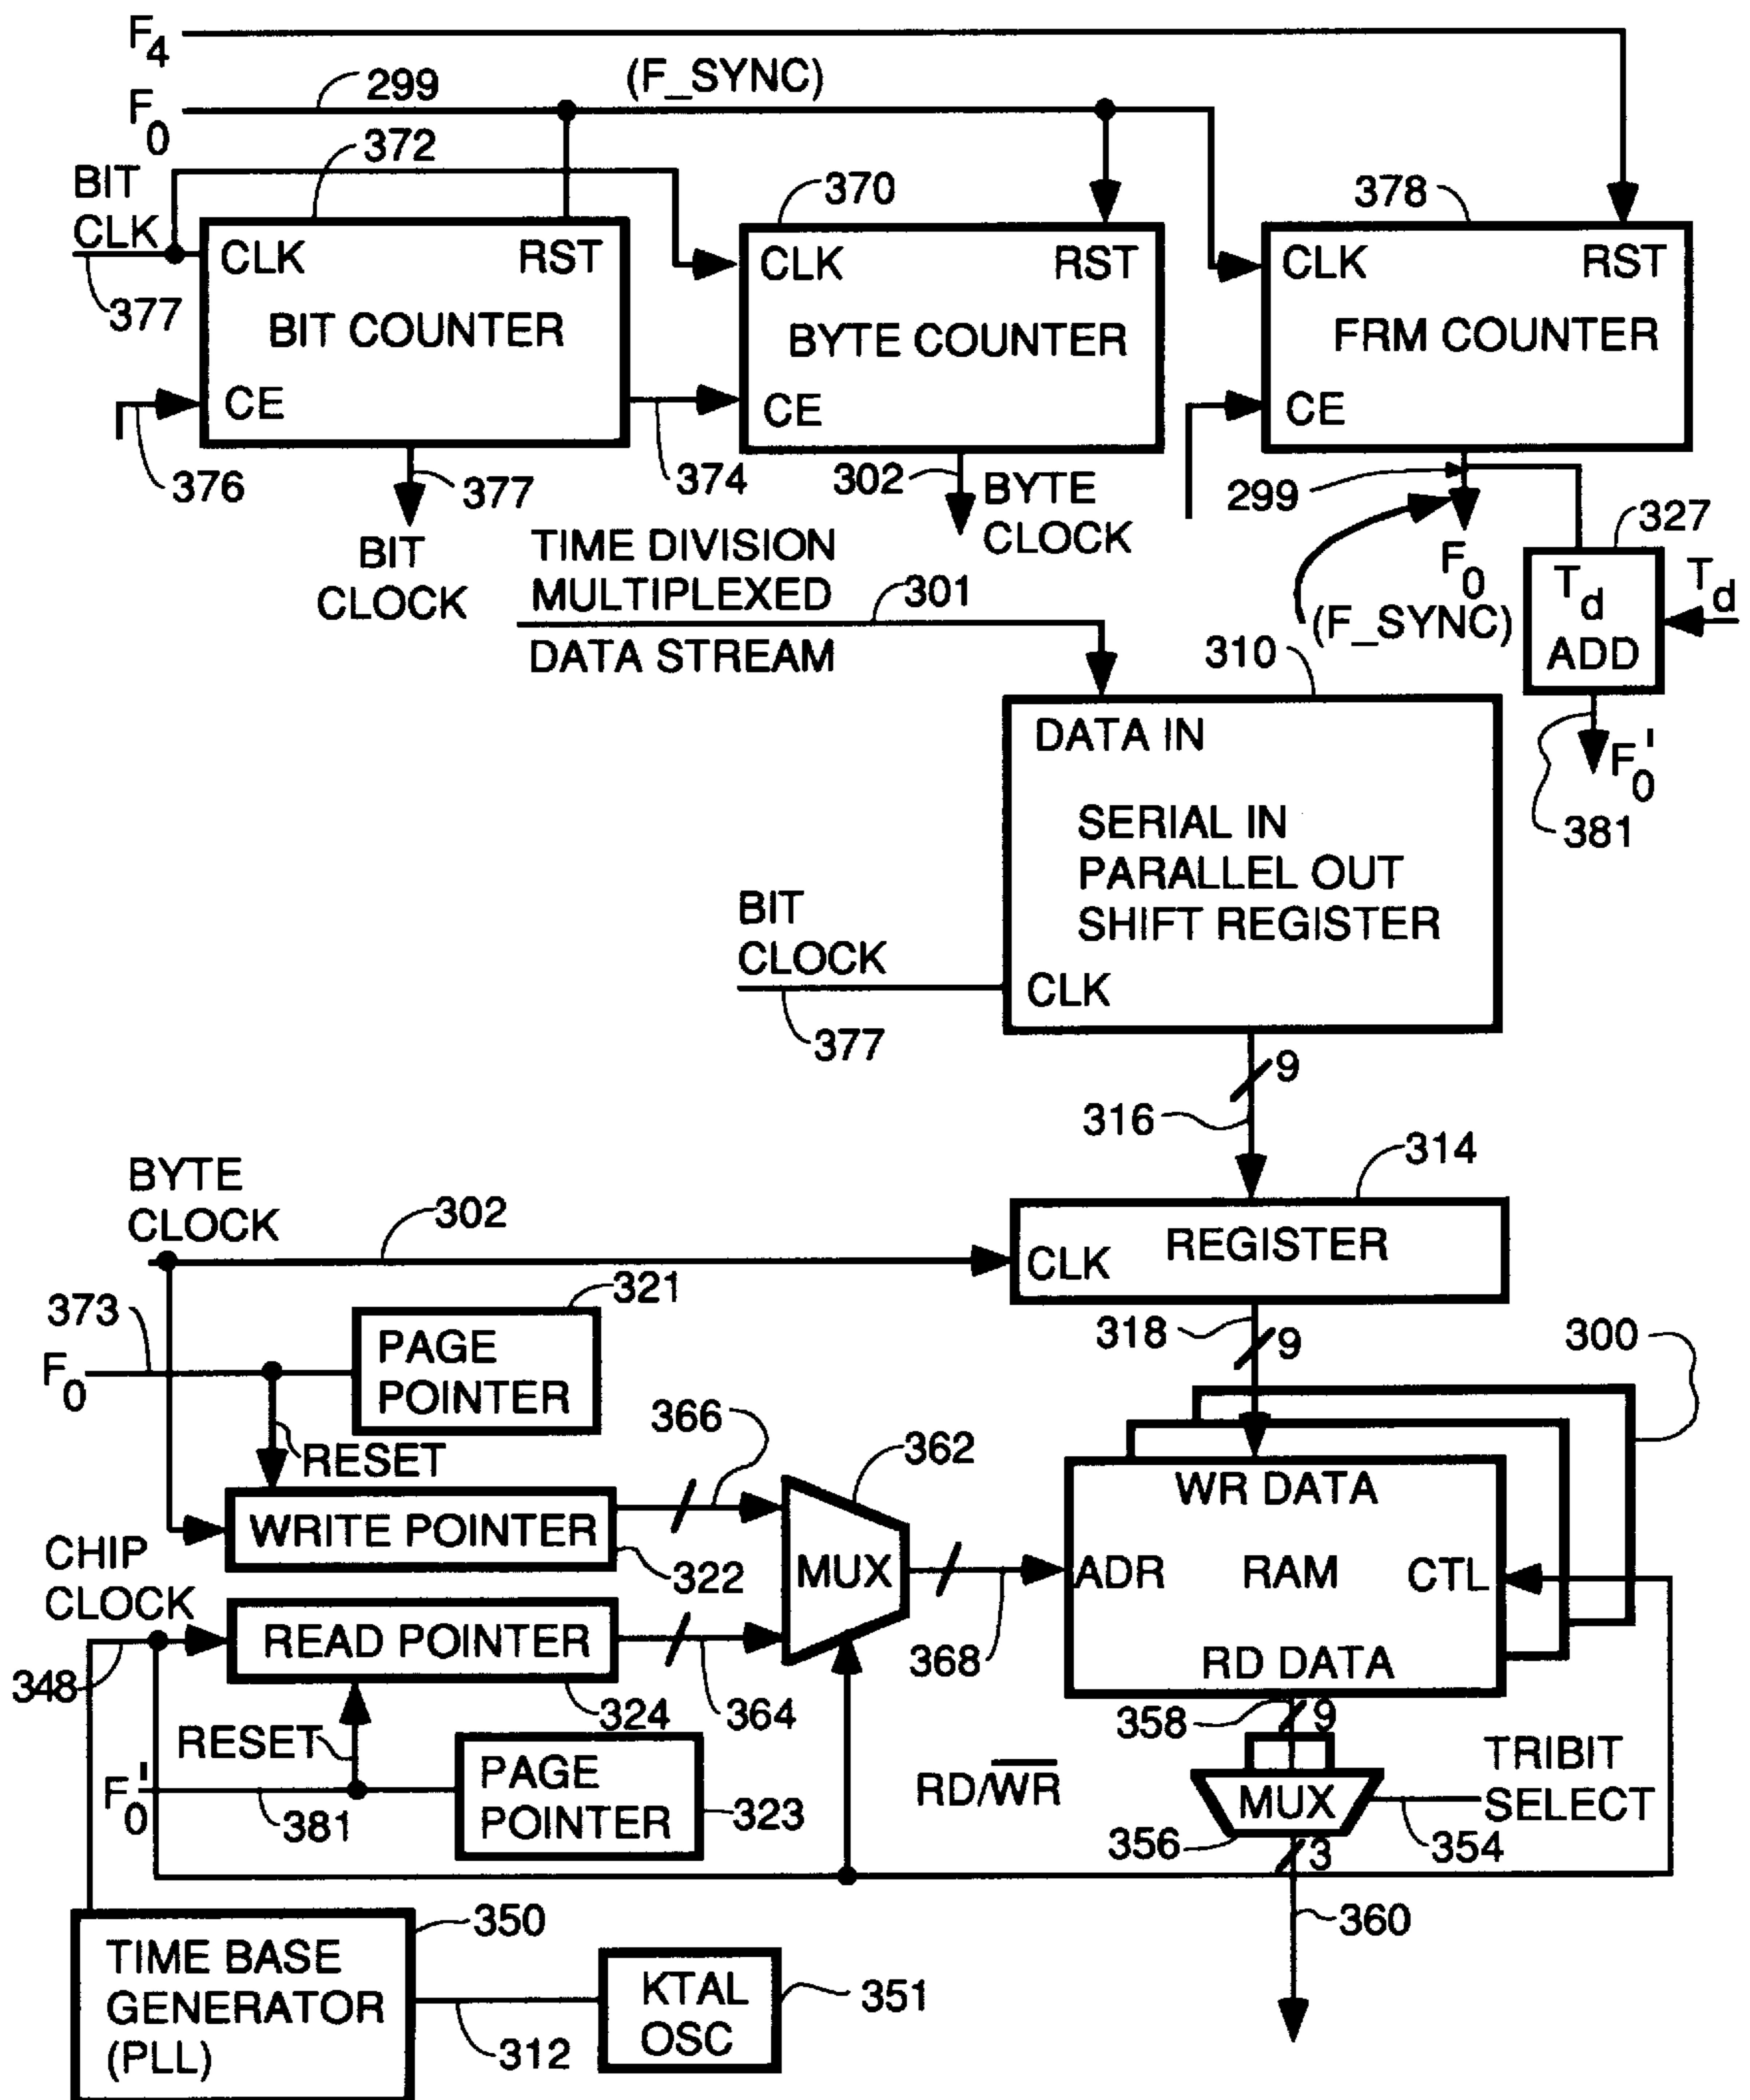 F4
F0
299
(F_SYNC)
372
BIT
CLK
377
CLK
RST
BIT COUNTER
CE
376
377
BIT
CLOCK
370
CLK
RST
BYTE COUNTER
CE
374
302
BYTE
CLOCK
378
CLK
RST
FRM COUNTER
CE
299
F0
(F_SYNC)
327
Td
ADD
Td
F0'
381
TIME DIVISION
MULTIPLEXED
DATA STREAM
301
310
DATA IN
SERIAL IN
PARALLEL OUT
SHIFT REGISTER
CLK
BIT
CLOCK
377
9
316
314
REGISTER
CLK
BYTE
CLOCK
302
318
9
300
373
F0
321
PAGE
POINTER
RESET
366
362
WRITE POINTER
322
CHIP
CLOCK
348
READ POINTER
324
364
MUX
368
WR DATA
ADR
RAM
CTL
RD DATA
RESET
F0'
381
PAGE
POINTER
323
RD/WR
358
9
MUX
TRIBIT
SELECT
354
356
3
360
350
TIME BASE
GENERATOR
(PLL)
312
KTAL
OSC
351